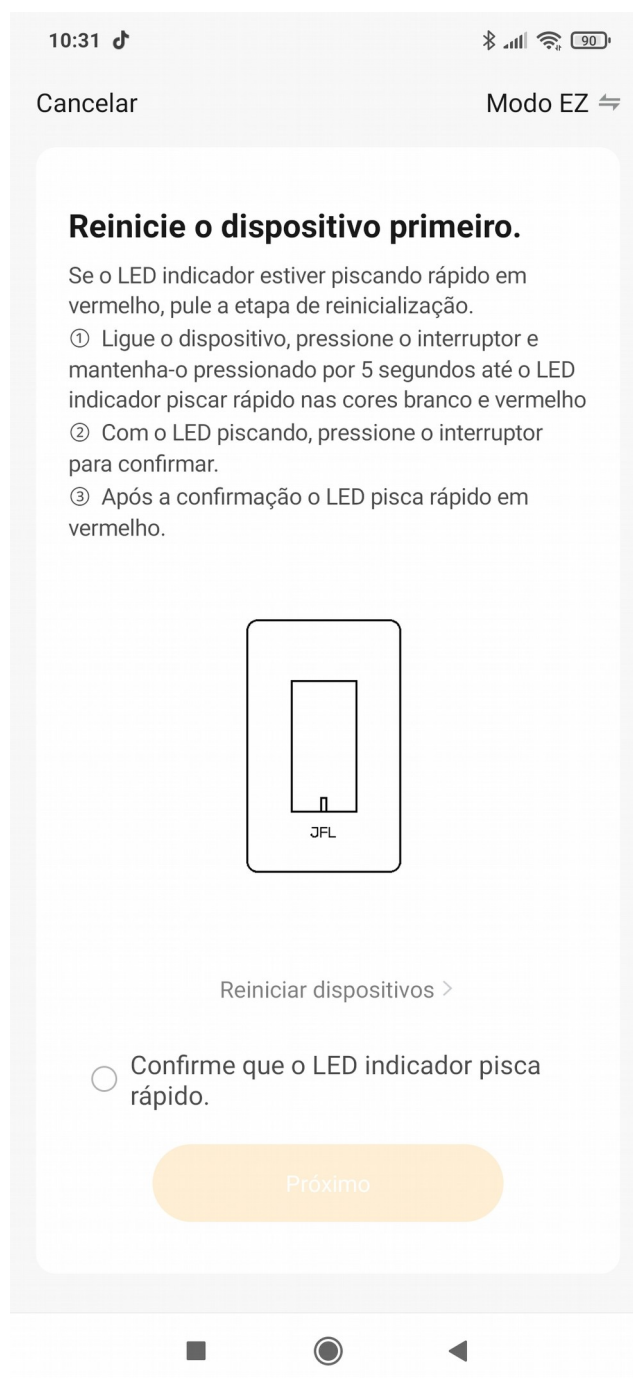 10:31
90
Cancelar
Modo EZ
Reinicie o dispositivo primeiro.
Se o LED indicador estiver piscando rápido em
vermelho, pule a etapa de reinicialização.
① Ligue o dispositivo, pressione o interruptor e
mantenha-o pressionado por 5 segundos até o LED
indicador piscar rápido nas cores branco e vermelho
② Com o LED piscando, pressione o interruptor
para confirmar.
③ Após a confirmação o LED pisca rápido em
vermelho.
JFL
Reiniciar dispositivos
Confirme que o LED indicador pisca
rápido.
Próximo